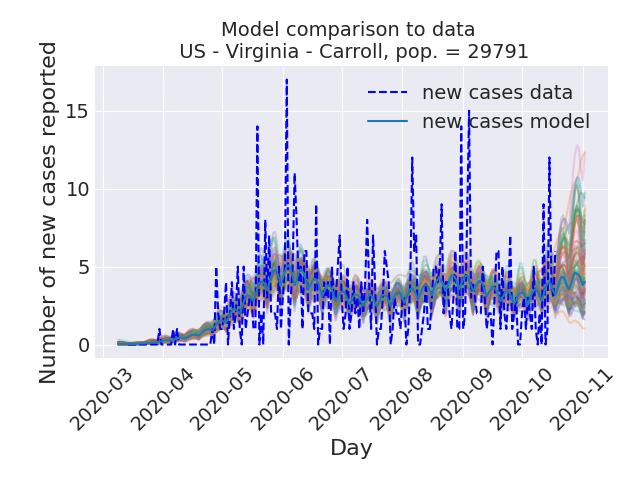 Model comparison to data
US - Virginia - Carroll, pop. = 29791
new cases data
new cases model
Number of new cases reported
15
10
5
0
2020-03
2020-04
2020-05
2020-06
2020-07
2020-08
2020-09
2020-10
2020-11
Day